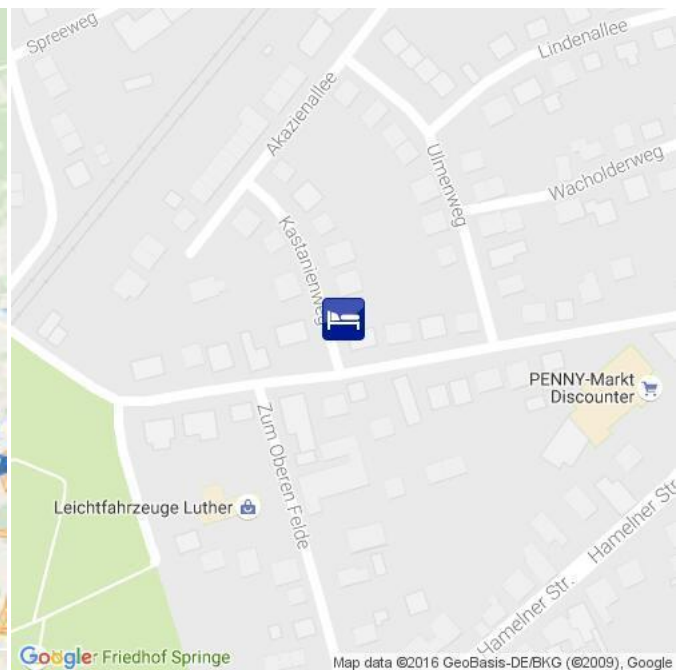 Spreeweg
Lindenallee
Akazienallee
Ulmenweg
Wacholderweg
Kastanienweg
PENNY-Markt
Discounter
Zum Oberen Felde
Leichtfahrzeuge Luther
Hamelner Str.
Hamelner Str.
Google
Friedhof Springe
Map data ©2016 GeoBasis-DE/BKG (©2009), Google